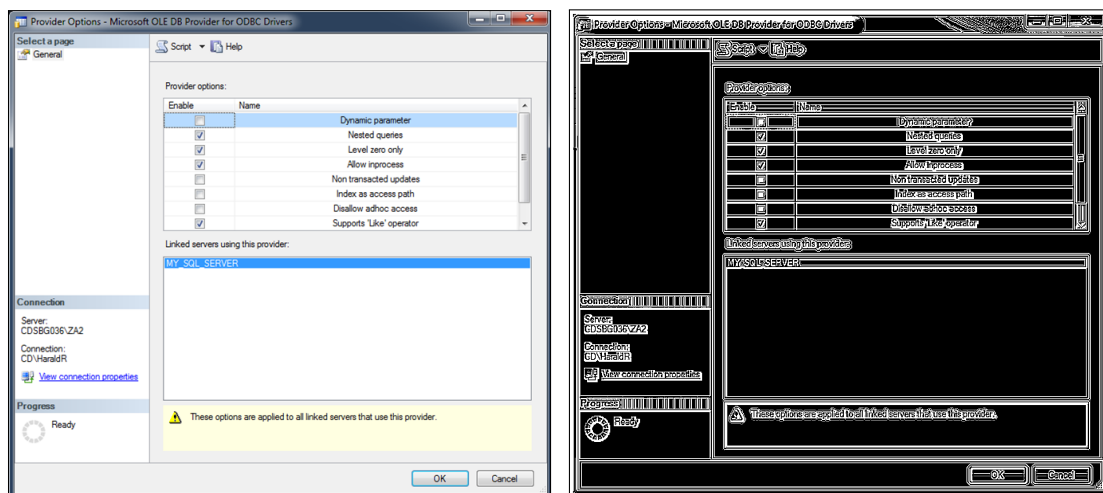 Provider Options - Microsoft OLE DB Provider for ODBC Drivers
Select a page
General
Script Help
Provider options:
Enable Name
Dynamic parameter
Nested queries
Level zero only
Allow inprocess
Non transacted updates
Index as access path
Disallow adhoc access
Supports 'Like' operator
Linked servers using this provider:
MY_SQL_SERVER
Connection
Server:
CDSBG036\ZA2
Connection:
CD\HaraldR
View connection properties
Progress
Ready
These options are applied to all linked servers that use this provider.
OK Cancel
Provider Options - Microsoft OLE DB Provider for ODBC Drivers
Select a page
General
Script Help
Provider options:
Enable Name
Dynamic parameter
Nested queries
Level zero only
Allow inprocess
Non transacted updates
Index as access path
Disallow adhoc access
Supports 'Like' operator
Linked servers using this provider:
MY_SQL_SERVER
Connection
Server:
CDSBG036\ZA2
Connection:
CD\HaraldR
View connection properties
Progress
Ready
These options are applied to all linked servers that use this provider.
OK Cancel